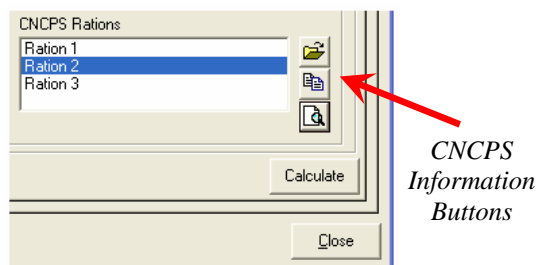 CNCPS Rations
Ration 1
Ration 2
Ration 3
Calculate
Close
CNCPS
Information
Buttons